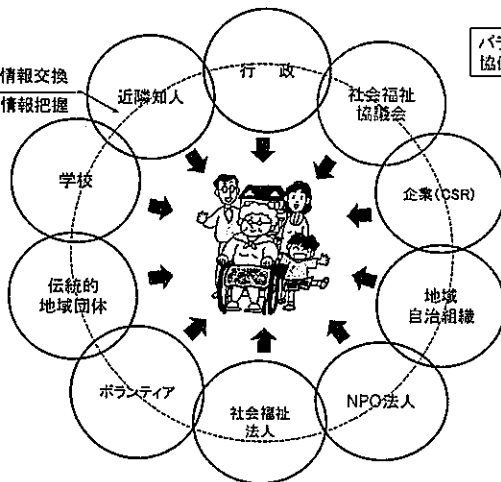 情報交換
情報把握
近隣知人
行 政
社会福祉
協議会
企業(CSR)
地域
自治組織
NPO法人
社会福祉
法人
ボランティア
伝統的
地域団体
学校